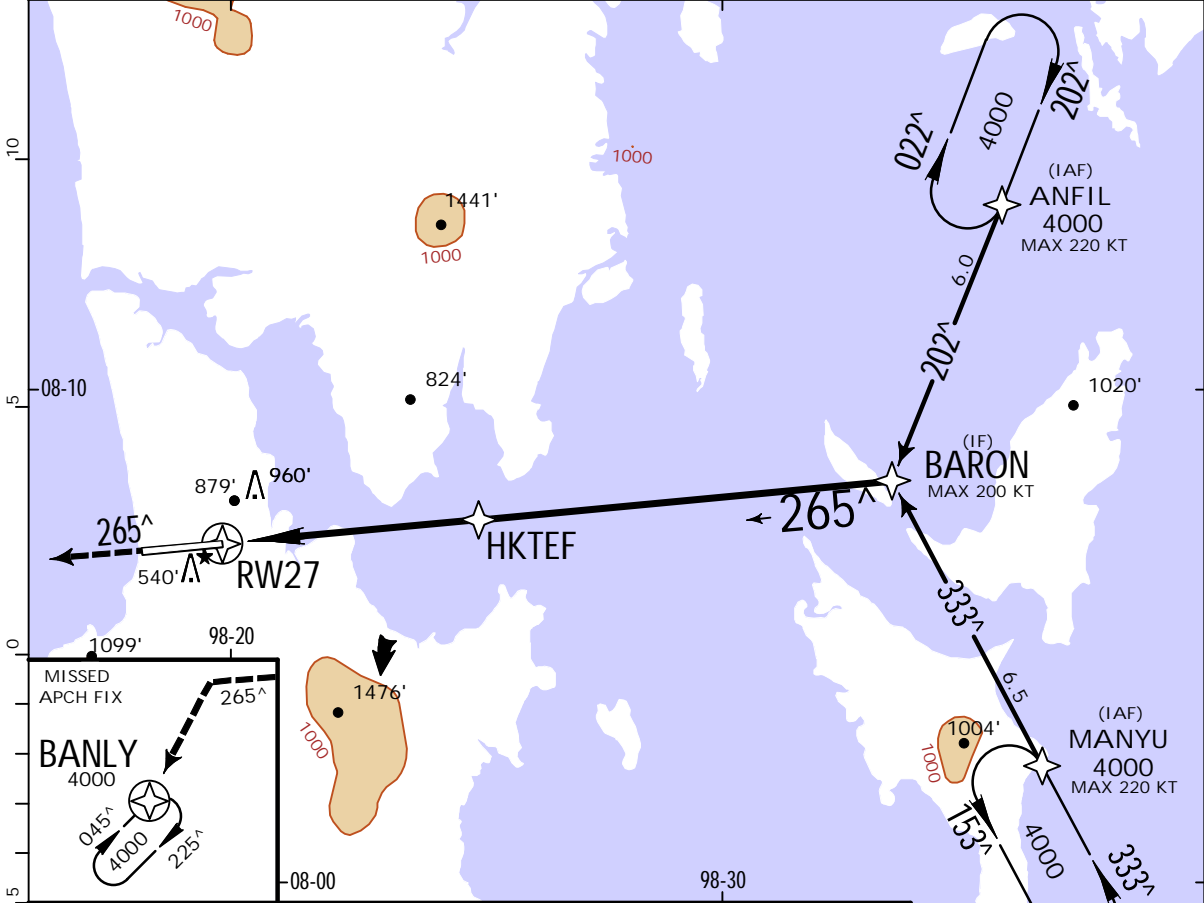 1000
202^
022^
4000
10
1000
(IAF)
1441'
ANFIL
4000
MAX 220 KT
1000
6.0
202^
824'
08-10
1020'
5
(IF)
BARON
MAX 200 KT
960'
879'
265^
265^
HKTEF
540'
RW27
333^
98-20
1099'
0
MISSED
APCH FIX
265^
6.5
1476'
1000
(IAF)
MANYU
4000
MAX 220 KT
1004'
1000
BANLY
4000
045^
4000
225^
153^
4000
333^
08-00
98-30
5